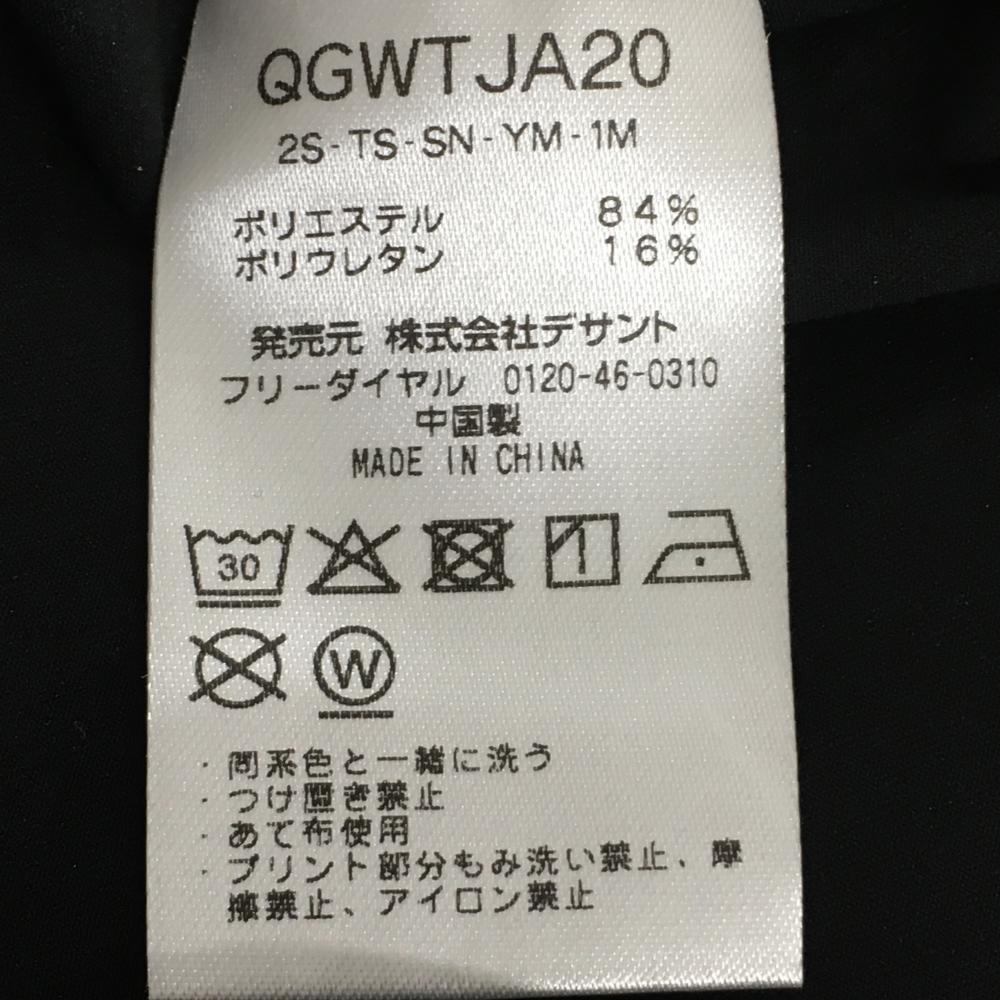 QGWTJA20
2S-TS-SN-YM-1M
ポリエステル 84%
ポリウレタン 16%
発売元 株式会社デサント
フリーダイヤル 0120-46-0310
中国製
MADE IN CHINA
30
1
W
・同系色と一緒に洗う
・つけ置き禁止
・あて布使用
・プリント部分もみ洗い禁止、摩
擦禁止、アイロン禁止